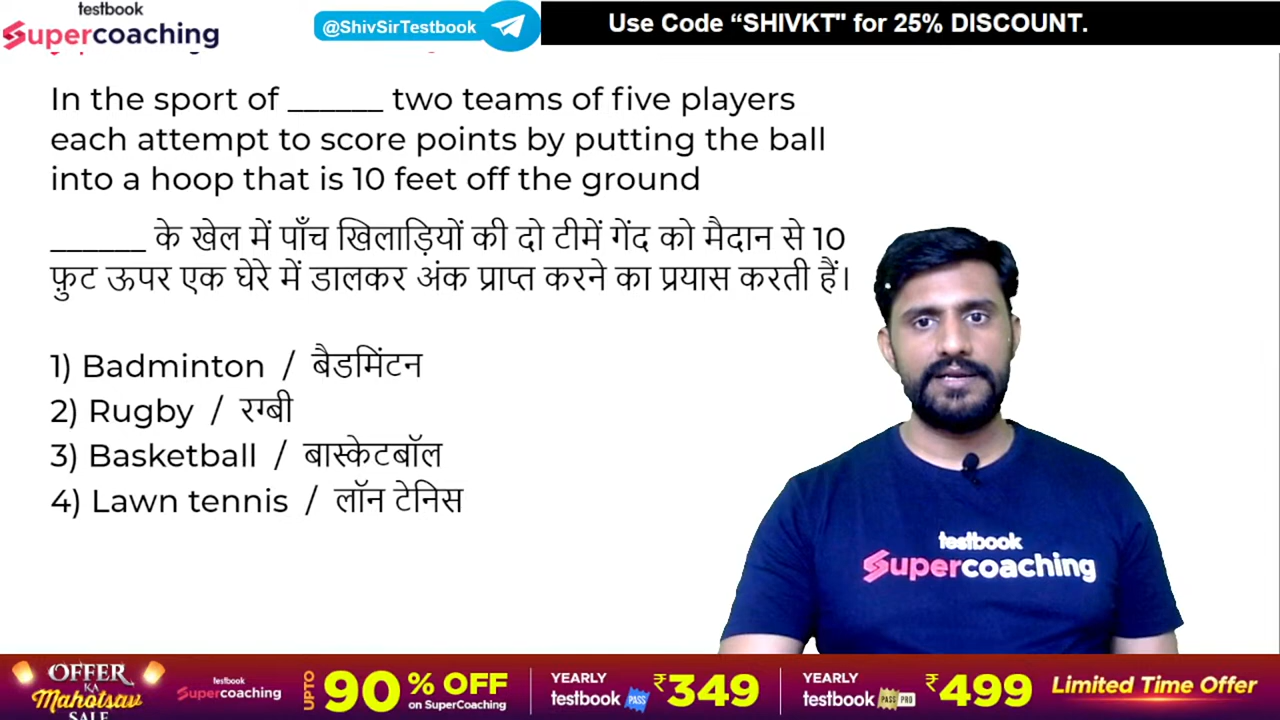 testbook
Supercoaching
@ShivSirTestbook
Use Code “SHIVKT" for 25% DISCOUNT.
In the sport of ______ two teams of five players
each attempt to score points by putting the ball
into a hoop that is 10 feet off the ground
______ के खेल में पाँच खिलाड़ियों की दो टीमें गेंद को मैदान से 10
फ़ुट ऊपर एक घेरे में डालकर अंक प्राप्त करने का प्रयास करती हैं।
1) Badminton / बैडमिंटन
2) Rugby / रग्बी
3) Basketball / बास्केटबॉल
4) Lawn tennis / लॉन टेनिस
testbook
Supercoaching
OFFER
KA
Mahotsav
SALE
testbook
Supercoaching
UPTO
90% OFF
on SuperCoaching
YEARLY
testbook PASS
₹349
YEARLY
testbook PASS PRO
₹499
Limited Time Offer